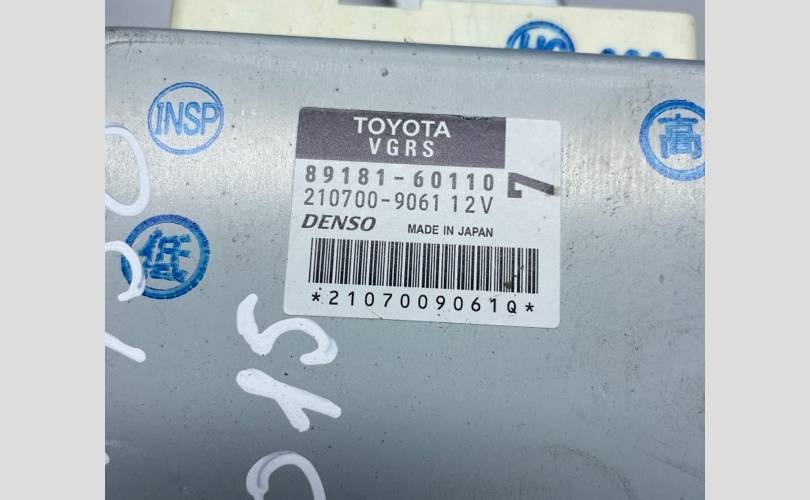 INSP
高
TOYOTA
VGRS
89181-60110
7
210700-9061 12V
DENSO
MADE IN JAPAN
*2107009061Q*
低